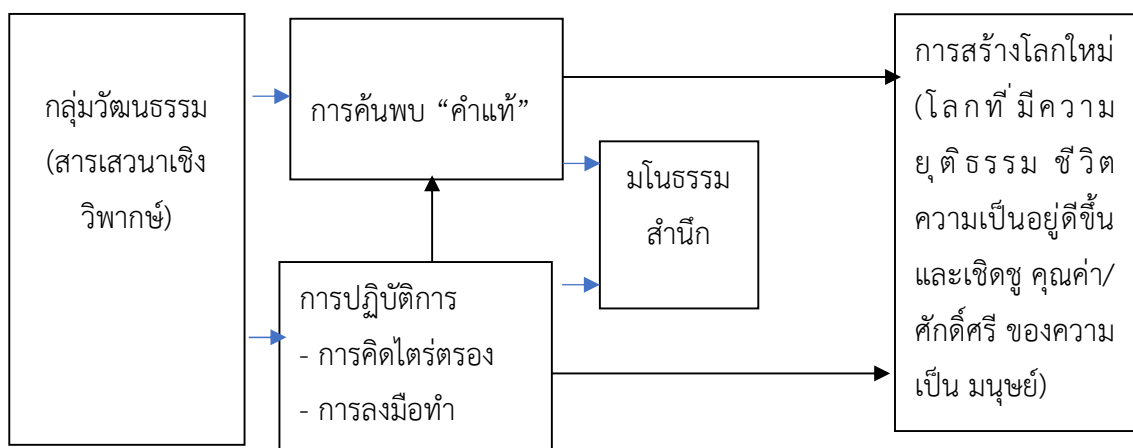 กลุ่มวัฒนธรรม
(สารเสวนาเชิง
วิพากษ์)
การค้นพบ “คำแท้”
มโนธรรม
สำนึก
การปฏิบัติการ
- การคิดไตร่ตรอง
- การลงมือทำ
การสร้างโลกใหม่
(โลกที่มีความ
ยุติธรรม ชีวิต
ความเป็นอยู่ดีขึ้น
และเชิดชู คุณค่า/
ศักดิ์ศรี ของความ
เป็น มนุษย์)